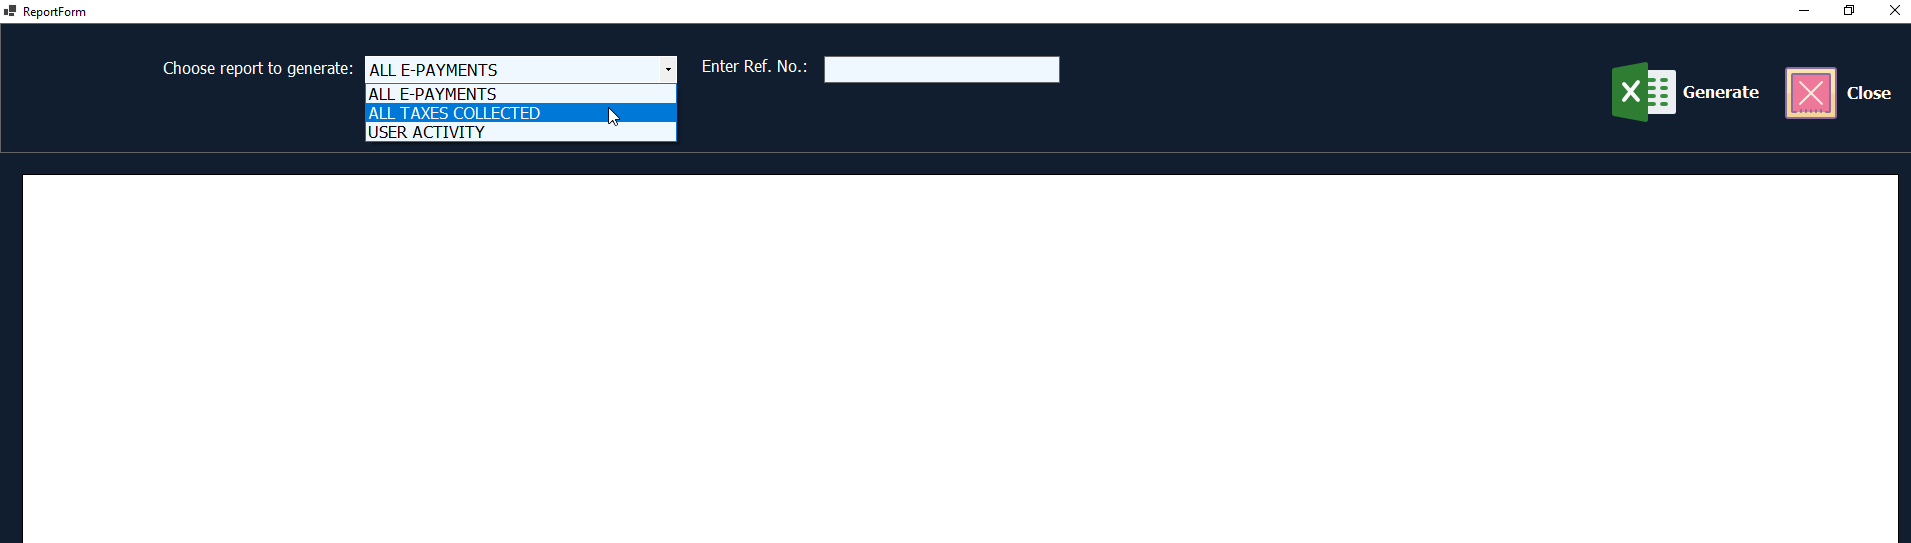 ReportForm
Choose report to generate: ALL E-PAYMENTS Enter Ref. No.:
ALL E-PAYMENTS
ALL TAXES COLLECTED
USER ACTIVITY
X Generate Close